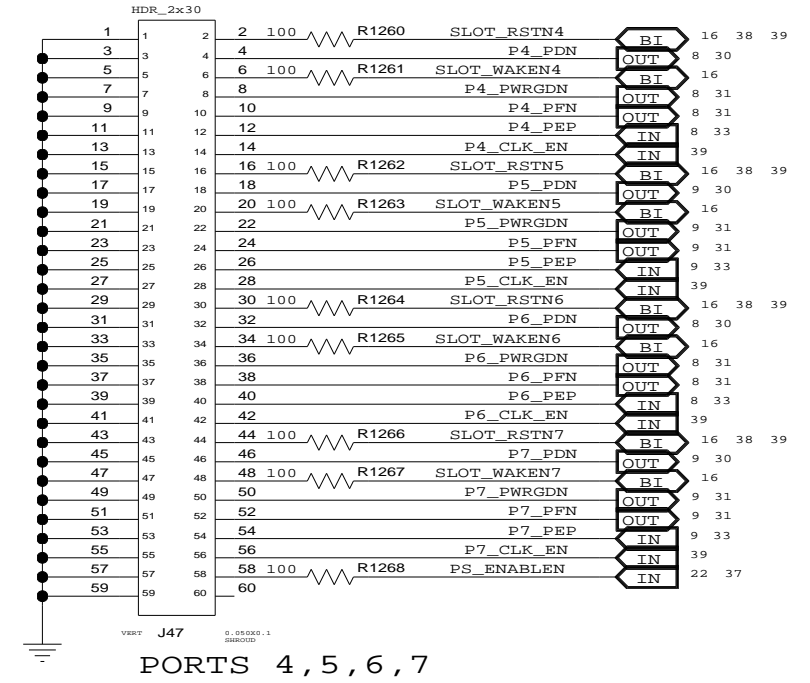 HDR_2x30
1 1 2 2 100 R1260 SLOT_RSTN4 BI 16 38 39
3 3 4 4 P4_PDN OUT 8 30
5 5 6 6 100 R1261 SLOT_WAKEN4 BI 16
7 7 8 8 P4_PWRGDN OUT 8 31
9 9 10 10 P4_PFN OUT 8 31
11 11 12 12 P4_PEP IN 8 33
13 13 14 14 P4_CLK_EN IN 39
15 15 16 16 100 R1262 SLOT_RSTN5 BI 16 38 39
17 17 18 18 P5_PDN OUT 9 30
19 19 20 20 100 R1263 SLOT_WAKEN5 BI 16
21 21 22 22 P5_PWRGDN OUT 9 31
23 23 24 24 P5_PFN OUT 9 31
25 25 26 26 P5_PEP IN 9 33
27 27 28 28 P5_CLK_EN IN 39
29 29 30 30 100 R1264 SLOT_RSTN6 BI 16 38 39
31 31 32 32 P6_PDN OUT 8 30
33 33 34 34 100 R1265 SLOT_WAKEN6 BI 16
35 35 36 36 P6_PWRGDN OUT 8 31
37 37 38 38 P6_PFN OUT 8 31
39 39 40 40 P6_PEP IN 8 33
41 41 42 42 P6_CLK_EN IN 39
43 43 44 44 100 R1266 SLOT_RSTN7 BI 16 38 39
45 45 46 46 P7_PDN OUT 9 30
47 47 48 48 100 R1267 SLOT_WAKEN7 BI 16
49 49 50 50 P7_PWRGDN OUT 9 31
51 51 52 52 P7_PFN OUT 9 31
53 53 54 54 P7_PEP IN 9 33
55 55 56 56 P7_CLK_EN IN 39
57 57 58 58 100 R1268 PS_ENABLEN IN 22 37
59 59 60 60
VERT J47 0.050X0.1
SHROUD
PORTS 4,5,6,7